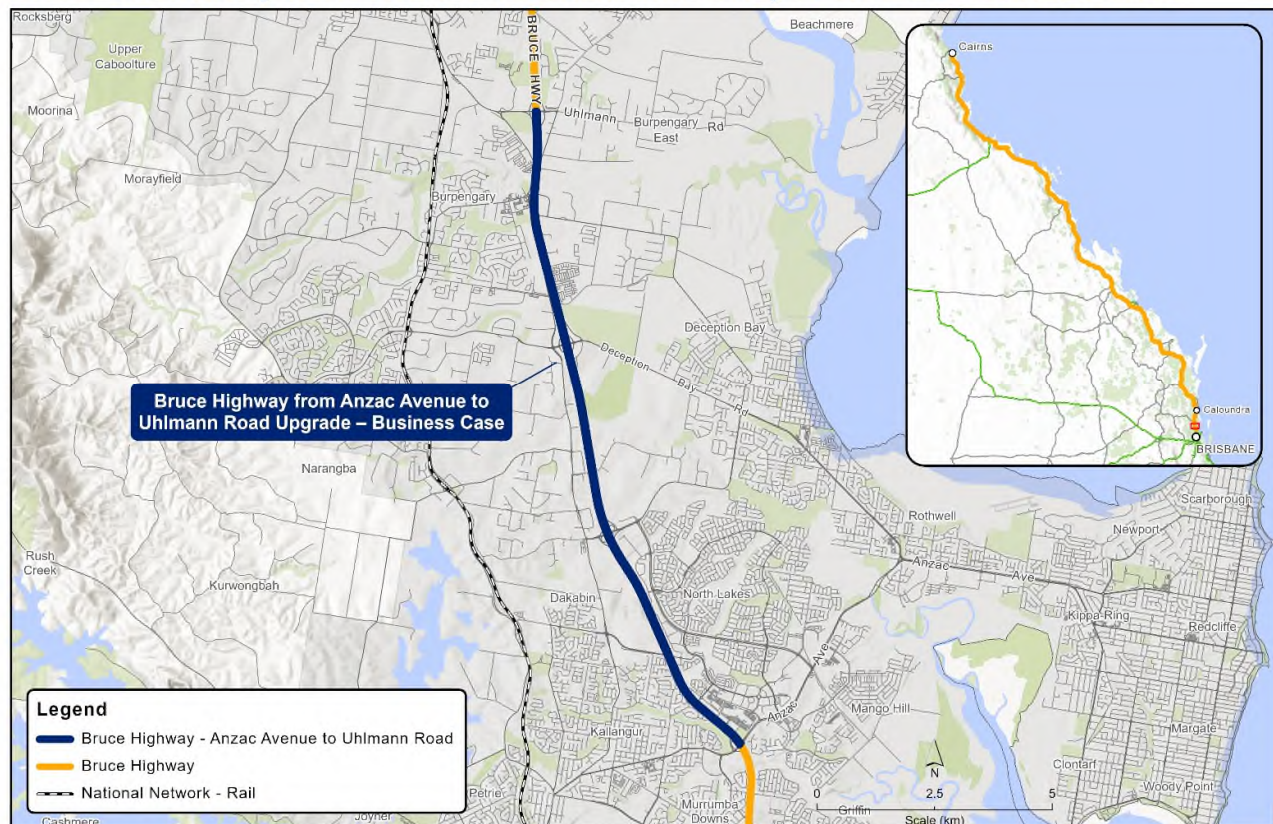 Rocksberg
Upper
Caboolture
Moorina
Morayfield
BRUCE HWY
Beachmere
Uhlmann Rd
Burpengary
East
Burpengary
Deception Bay
Deception Bay Rd
Bruce Highway from Anzac Avenue to
Uhlmann Road Upgrade – Business Case
Narangba
Rush
Creek
Kurwongbah
Dakabin
North Lakes
Rothwell
Anzac Ave
Newport
Scarborough
Kippa-Ring
Redcliffe
Anzac Ave
Mango Hill
Kallangur
Margate
Clontarf
Woody Point
Petrie
Murrumba
Downs
Griffin
Cashmere
Joyner
Cairns
Caloundra
BRISBANE
Legend
Bruce Highway - Anzac Avenue to Uhlmann Road
Bruce Highway
National Network - Rail
N
0 2.5 5
Scale (km)